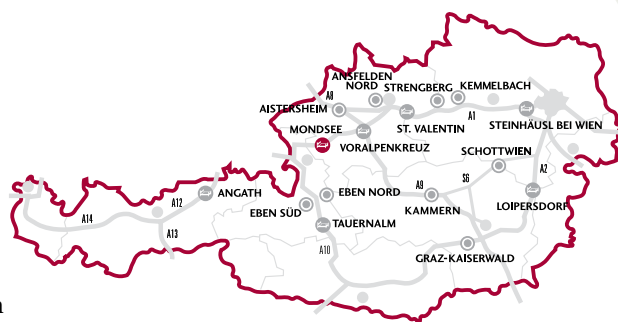 ANSFELDEN
NORD
STRENGBERG
KEMMELBACH
A8
AISTERSHEIM
A1
MONDSEE
ST. VALENTIN
STEINHÄUSL BEI WIEN
VORALPENKREUZ
SCHOTTWIEN
A2
S6
A12
ANGATH
EBEN NORD
A9
EBEN SÜD
KAMMERN
LOIPERSDORF
A14
TAUERNALM
A13
A10
GRAZ-KAISERWALD